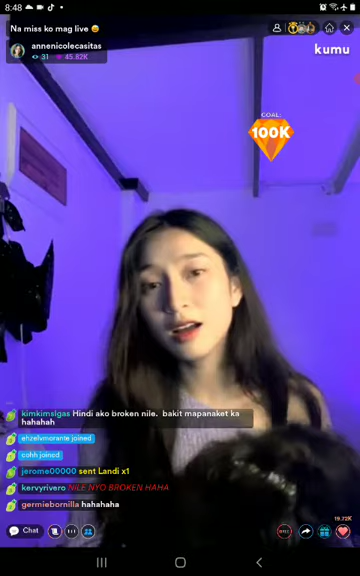 8:48
Na miss ko mag live 😄
annenicolecasitas
31 45.82K
kumu
GOAL:
100K
kimkimslgas Hindi ako broken niie. bakit mapanaket ka
hahahah
ehzelvmorante joined
cohh joined
jerome00000 sent Landi x1
kervyrivero NILE NYO BROKEN HAHA
germiebornilla hahahaha
19.72K
Chat